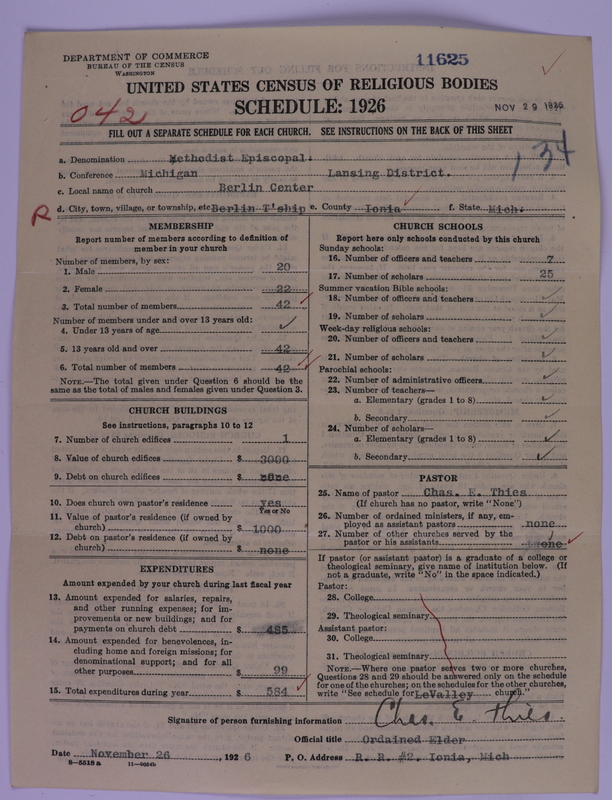 DEPARTMENT OF COMMERCE
BUREAU OF THE CENSUS
WASHINGTON
11625
UNITED STATES CENSUS OF RELIGIOUS BODIES
SCHEDULE: 1926
NOV 29 1926
042
FILL OUT A SEPARATE SCHEDULE FOR EACH CHURCH. SEE INSTRUCTIONS ON THE BACK OF THIS SHEET
134
a. Denomination Methodist Episcopal.
b. Conference Michigan Lansing District.
c. Local name of church Berlin Center
R
d. City, town, village, or township, etc Berlin T'ship e. County Ionia f. State Mich.
MEMBERSHIP
Report number of members according to definition of
member in your church
Number of members, by sex:
1. Male 20
2. Female 22
3. Total number of members 42
Number of members under and over 13 years old:
4. Under 13 years of age ✓
5. 13 years old and over 42
6. Total number of members 42
NOTE.—The total given under Question 6 should be the
same as the total of males and females given under Question 3.
CHURCH BUILDINGS
See instructions, paragraphs 10 to 12
7. Number of church edifices 1
8. Value of church edifices $ 3000
9. Debt on church edifices $ none
10. Does church own pastor's residence yes
Yes or No
11. Value of pastor's residence (if owned by
church) $ 1000
12. Debt on pastor's residence (if owned by
church) $ none
EXPENDITURES
Amount expended by your church during last fiscal year
13. Amount expended for salaries, repairs,
and other running expenses; for im-
provements or new buildings; and for
payments on church debt $ 485
14. Amount expended for benevolences, in-
cluding home and foreign missions; for
denominational support; and for all
other purposes $ 99
15. Total expenditures during year $ 584
CHURCH SCHOOLS
Report here only schools conducted by this church
Sunday schools:
16. Number of officers and teachers 7
17. Number of scholars 25
Summer vacation Bible schools:
18. Number of officers and teachers ✓
19. Number of scholars ✓
Week-day religious schools:
20. Number of officers and teachers ✓
21. Number of scholars ✓
Parochial schools:
22. Number of administrative officers ✓
23. Number of teachers—
a. Elementary (grades 1 to 8) ✓
b. Secondary ✓
24. Number of scholars—
a. Elementary (grades 1 to 8) ✓
b. Secondary ✓
PASTOR
25. Name of pastor Chas. E. Thies
(If church has no pastor, write "None")
26. Number of ordained ministers, if any, em-
ployed as assistant pastors none
27. Number of other churches served by the
pastor or his assistants 1
If pastor (or assistant pastor) is a graduate of a college or
theological seminary, give name of institution below. (If
not a graduate, write "No" in the space indicated.)
Pastor:
28. College
29. Theological seminary
Assistant pastor:
30. College
31. Theological seminary
NOTE.—Where one pastor serves two or more churches,
Questions 28 and 29 should be answered only on the schedule
for one of the churches; on the schedules for the other churches,
write "See schedule for LeValley church."
Signature of person furnishing information Chas. E. Thies.
Official title Ordained Elder
Date November 26, 1926 P. O. Address R. R. #2. Ionia, Mich
8-5518 a